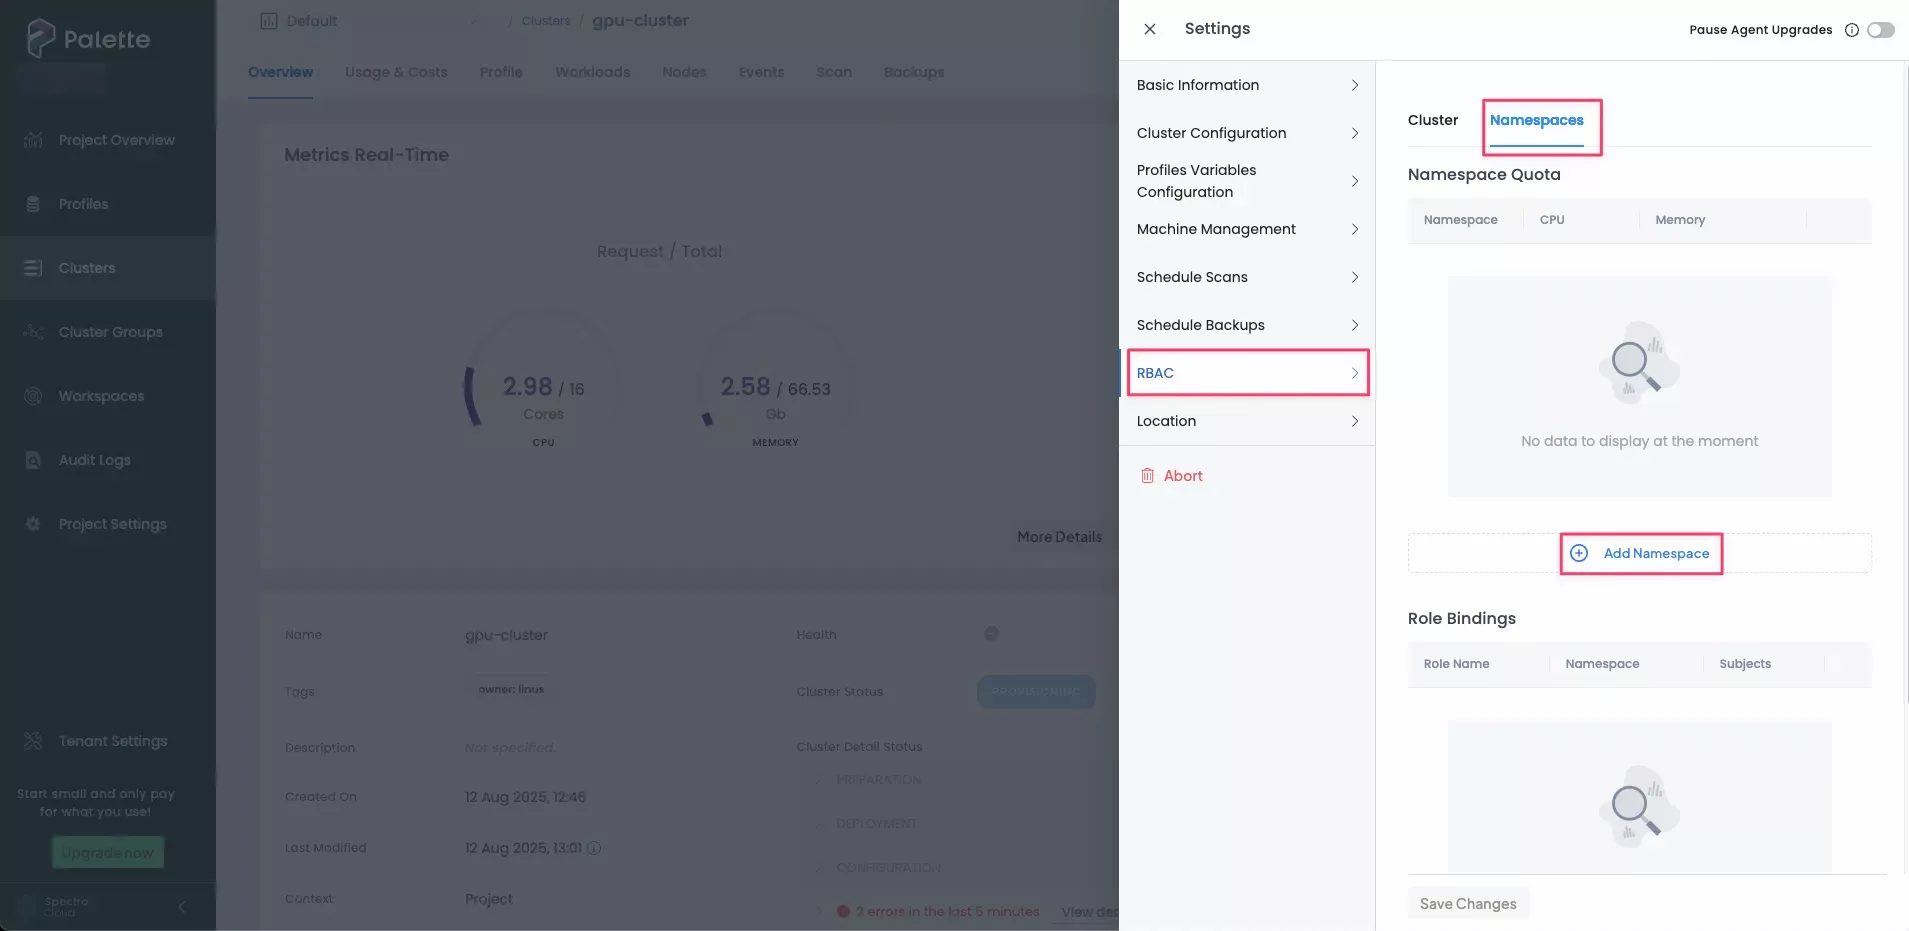 Palette
Project Overview
Profiles
Clusters
Cluster Groups
Workspaces
Audit Logs
Project Settings
Tenant Settings
Start small and only pay
for what you use!
Upgrade now
Spectro
Cloud
Default
/ Clusters / gpu-cluster
Overview
Usage & Costs
Profile
Workloads
Nodes
Events
Scan
Backups
Metrics Real-Time
Request / Total
2.98 / 16
Cores
CPU
2.58 / 66.53
Gb
MEMORY
More Details
Name
gpu-cluster
Tags
owner: linus
Description
Not specified.
Created On
12 Aug 2025, 12:46
Last Modified
12 Aug 2025, 13:01
Context
Project
Health
Cluster Status
PROVISIONING
Cluster Detail Status
PREPARATION
DEPLOYMENT
CONFIGURATION
2 errors in the last 5 minutes
View
Settings
Pause Agent Upgrades
Basic Information
Cluster Configuration
Profiles Variables
Configuration
Machine Management
Schedule Scans
Schedule Backups
RBAC
Location
Abort
Cluster
Namespaces
Namespace Quota
Namespace
CPU
Memory
No data to display at the moment
Add Namespace
Role Bindings
Role Name
Namespace
Subjects
Save Changes